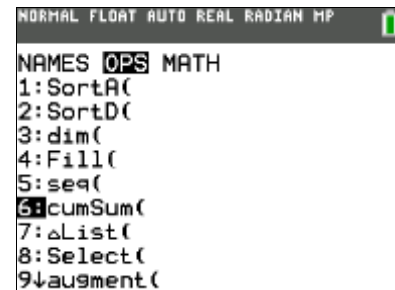 NORMAL FLOAT AUTO REAL RADIAN MP
NAMES OPS MATH
1:SortA(
2:SortD(
3:dim(
4:Fill(
5:seq(
6:cumSum(
7:△List(
8:Select(
9↓augment(